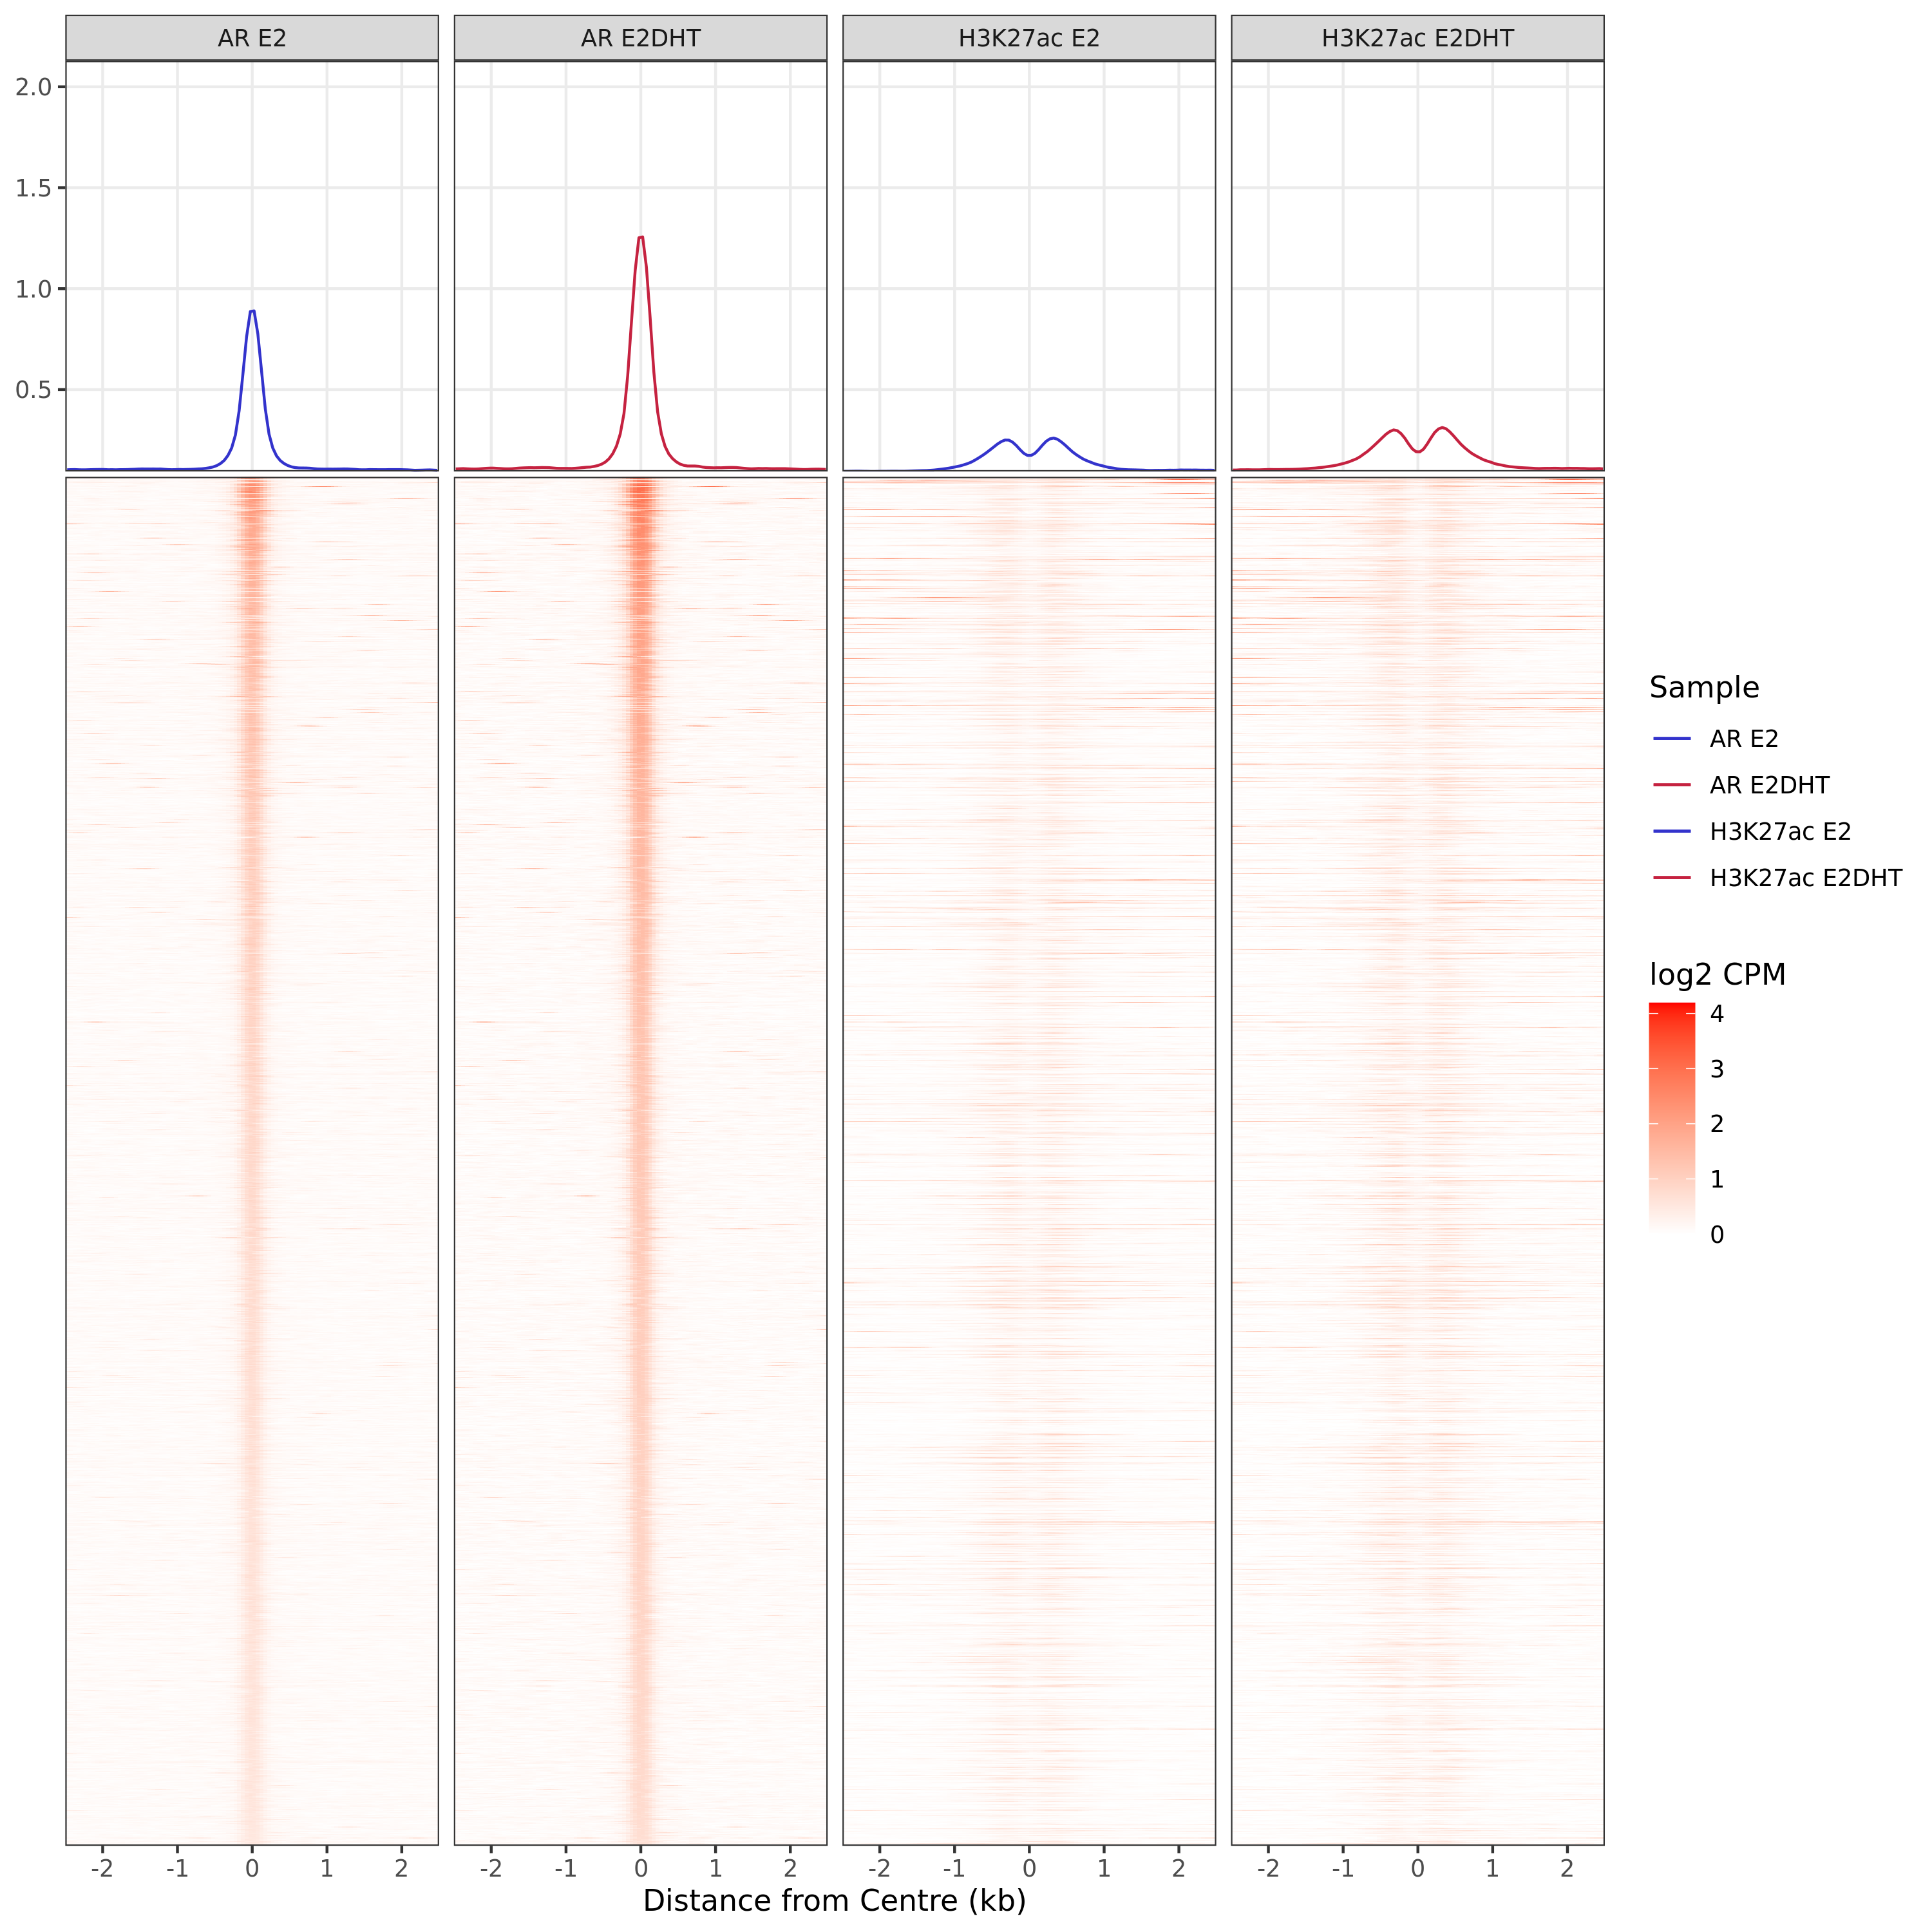 AR E2
AR E2DHT
H3K27ac E2
H3K27ac E2DHT
2.0
1.5
1.0
0.5
-2 -1 0 1 2
-2 -1 0 1 2
-2 -1 0 1 2
-2 -1 0 1 2
Distance from Centre (kb)
Sample
AR E2
AR E2DHT
H3K27ac E2
H3K27ac E2DHT
log2 CPM
4
3
2
1
0